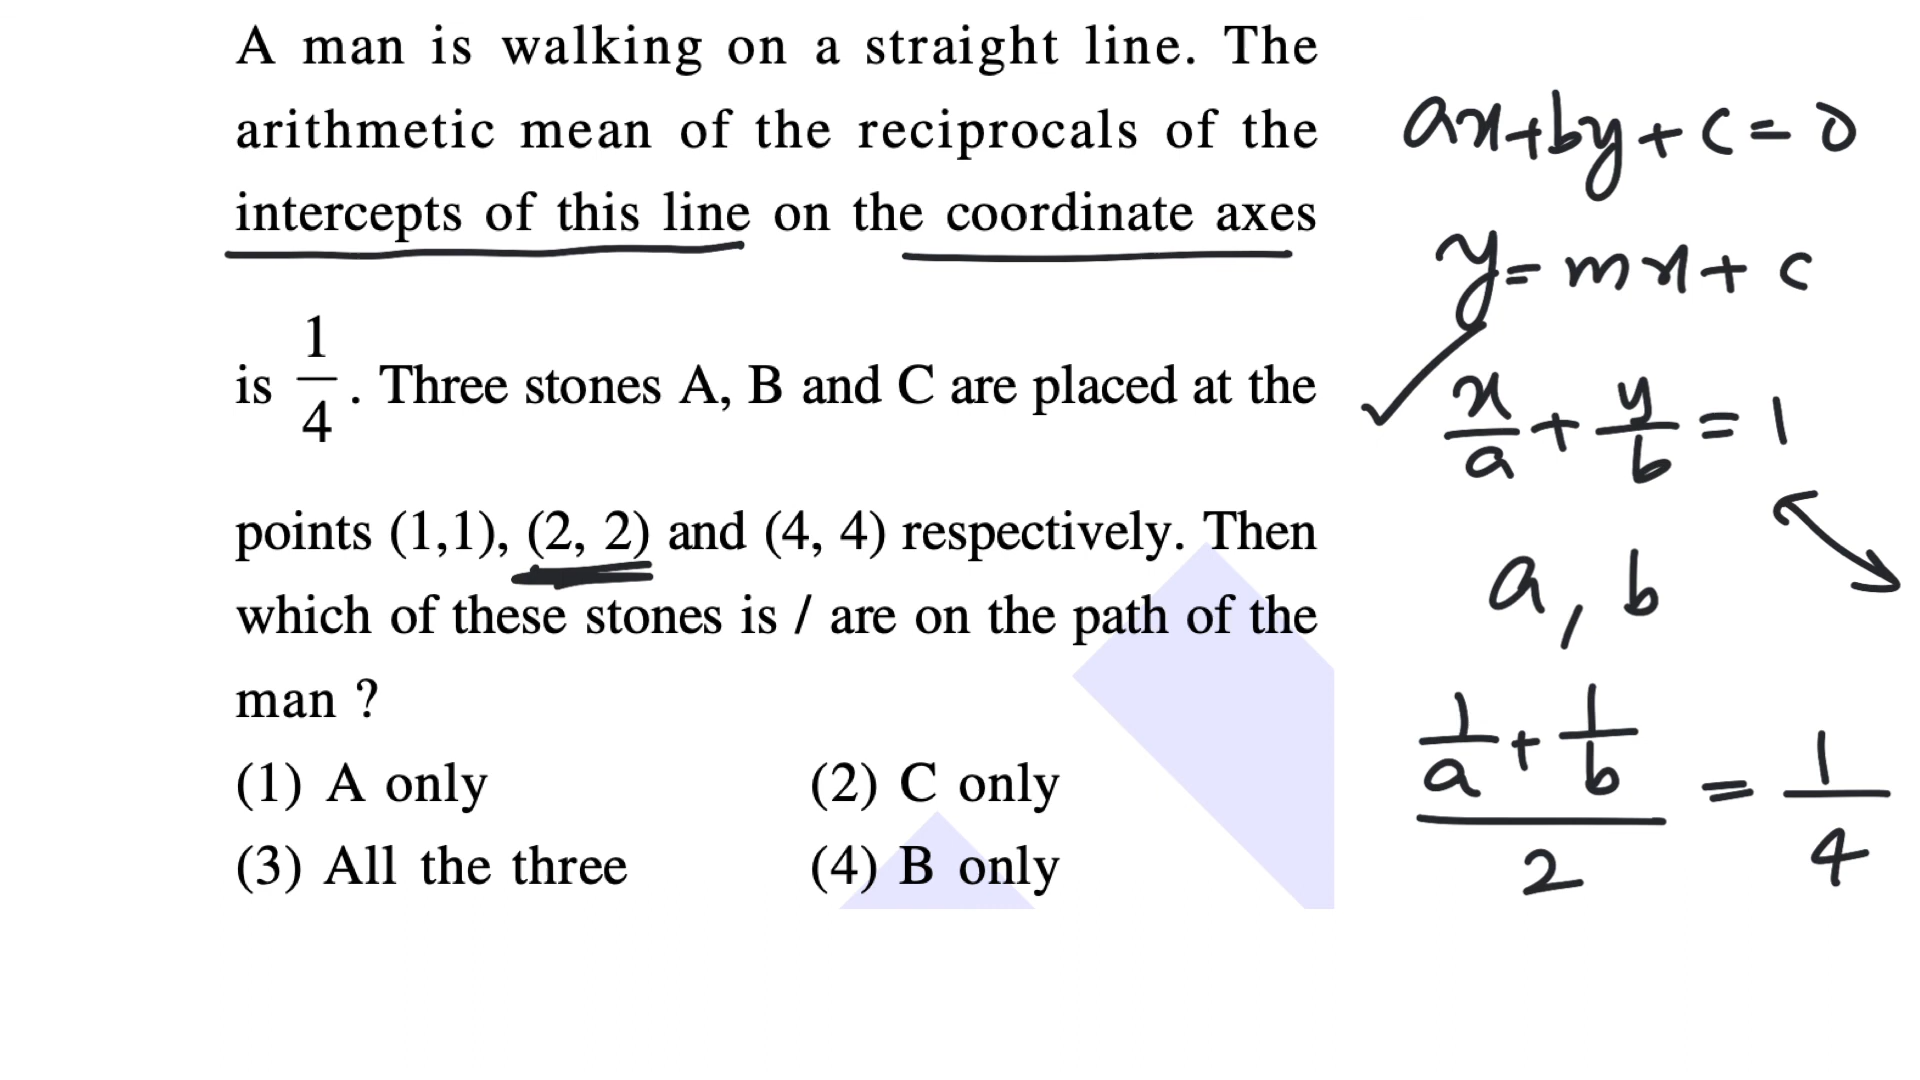 A man is walking on a straight line. The
arithmetic mean of the reciprocals of the
intercepts of this line on the coordinate axes
is 1/4. Three stones A, B and C are placed at the
points (1,1), (2, 2) and (4, 4) respectively. Then
which of these stones is / are on the path of the
man ?
(1) A only (2) C only
(3) All the three (4) B only
ax+by+c=0
y=mx+c
x/a + y/b = 1
a, b
(1/a + 1/b)/2 = 1/4